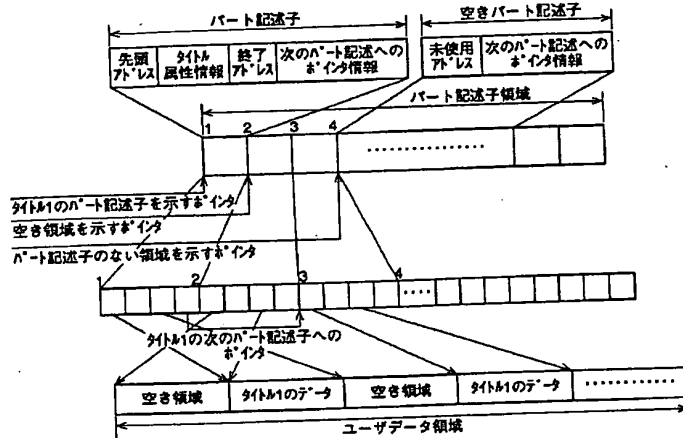 パート記述子
空きパート記述子
先頭
アドレス
タイトル
属性情報
終了
アドレス
次のパート記述への
ポインタ情報
未使用
アドレス
次のパート記述への
ポインタ情報
パート記述子領域
1 2 3 4
タイトル1のパート記述子を示すポインタ
空き領域を示すポインタ
パート記述子のない領域を示すポインタ
1 2 3 4
タイトル1の次のパート記述子への
ポインタ
空き領域 タイトル1のデータ 空き領域 タイトル1のデータ
ユーザデータ領域